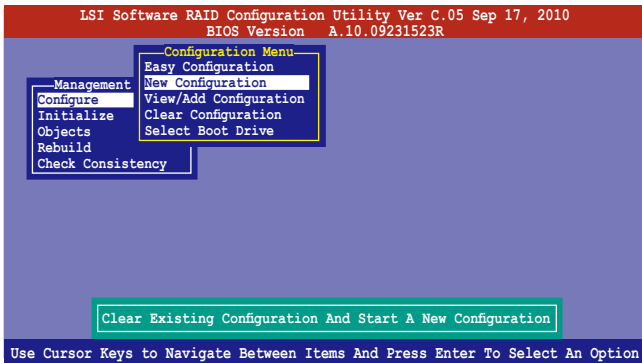 LSI Software RAID Configuration Utility Ver C.05 Sep 17, 2010
BIOS Version A.10.09231523R
Configuration Menu
Easy Configuration
New Configuration
View/Add Configuration
Clear Configuration
Select Boot Drive
Management
Configure
Initialize
Objects
Rebuild
Check Consistency
Clear Existing Configuration And Start A New Configuration
Use Cursor Keys to Navigate Between Items And Press Enter To Select An Option